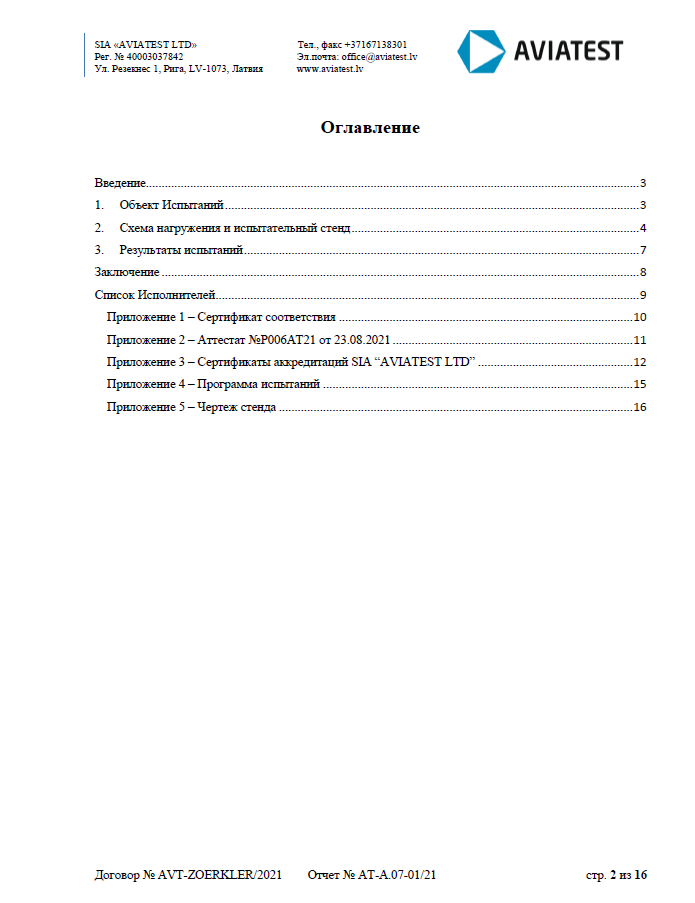 SIA «AVIATEST LTD»
Рег. № 40003037842
Ул. Резекнес 1, Рига, LV-1073, Латвия
Тел., факс +37167138301
Эл.почта: office@aviatest.lv
www.aviatest.lv
AVIATEST
Оглавление
Введение 3
1. Объект Испытаний 3
2. Схема нагружения и испытательный стенд 4
3. Результаты испытаний 7
Заключение 8
Список Исполнителей 9
Приложение 1 – Сертификат соответствия 10
Приложение 2 – Аттестат №P006AT21 от 23.08.2021 11
Приложение 3 – Сертификаты аккредитаций SIA “AVIATEST LTD” 12
Приложение 4 – Программа испытаний 15
Приложение 5 – Чертеж стенда 16
Договор № AVT-ZOERKLER/2021 Отчет № AT-A.07-01/21 стр. 2 из 16